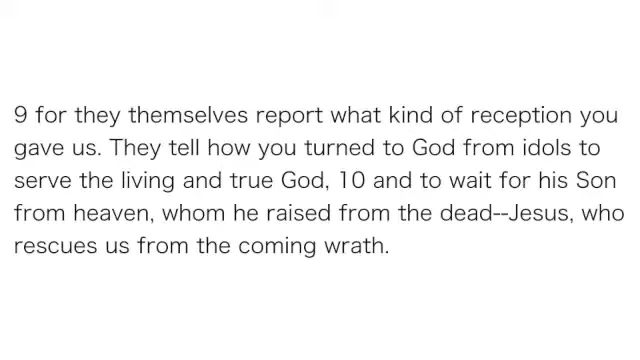 9 for they themselves report what kind of reception you
gave us. They tell how you turned to God from idols to
serve the living and true God, 10 and to wait for his Son
from heaven, whom he raised from the dead--Jesus, who
rescues us from the coming wrath.